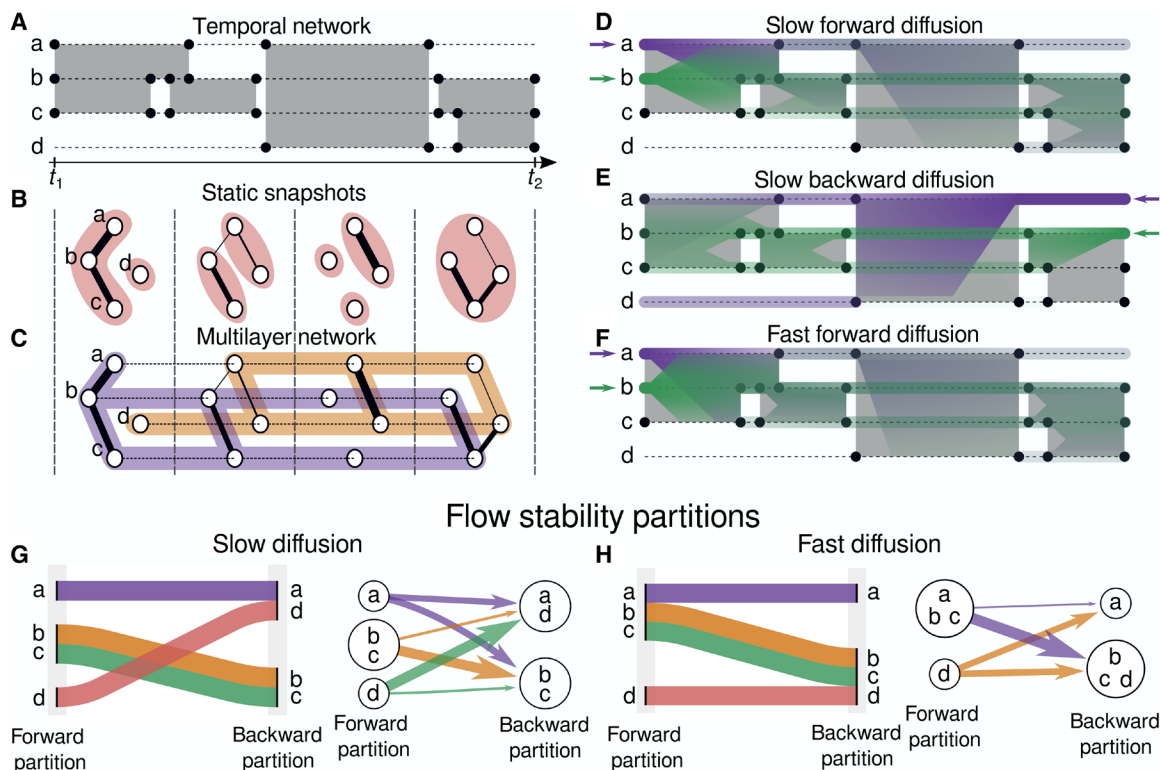 A
Temporal network
a
b
c
d
t1
t2
B
Static snapshots
a
b
d
c
C
Multilayer network
a
b
d
c
D
Slow forward diffusion
a
b
c
d
E
Slow backward diffusion
a
b
c
d
F
Fast forward diffusion
a
b
c
d
Flow stability partitions
G
Slow diffusion
a
b
c
d
a
d
b
c
Forward
partition
Backward
partition
a
b
c
d
a
d
b
c
Forward
partition
Backward
partition
H
Fast diffusion
a
b
c
d
a
b
c
d
Forward
partition
Backward
partition
a
b c
d
a
b
c d
Forward
partition
Backward
partition